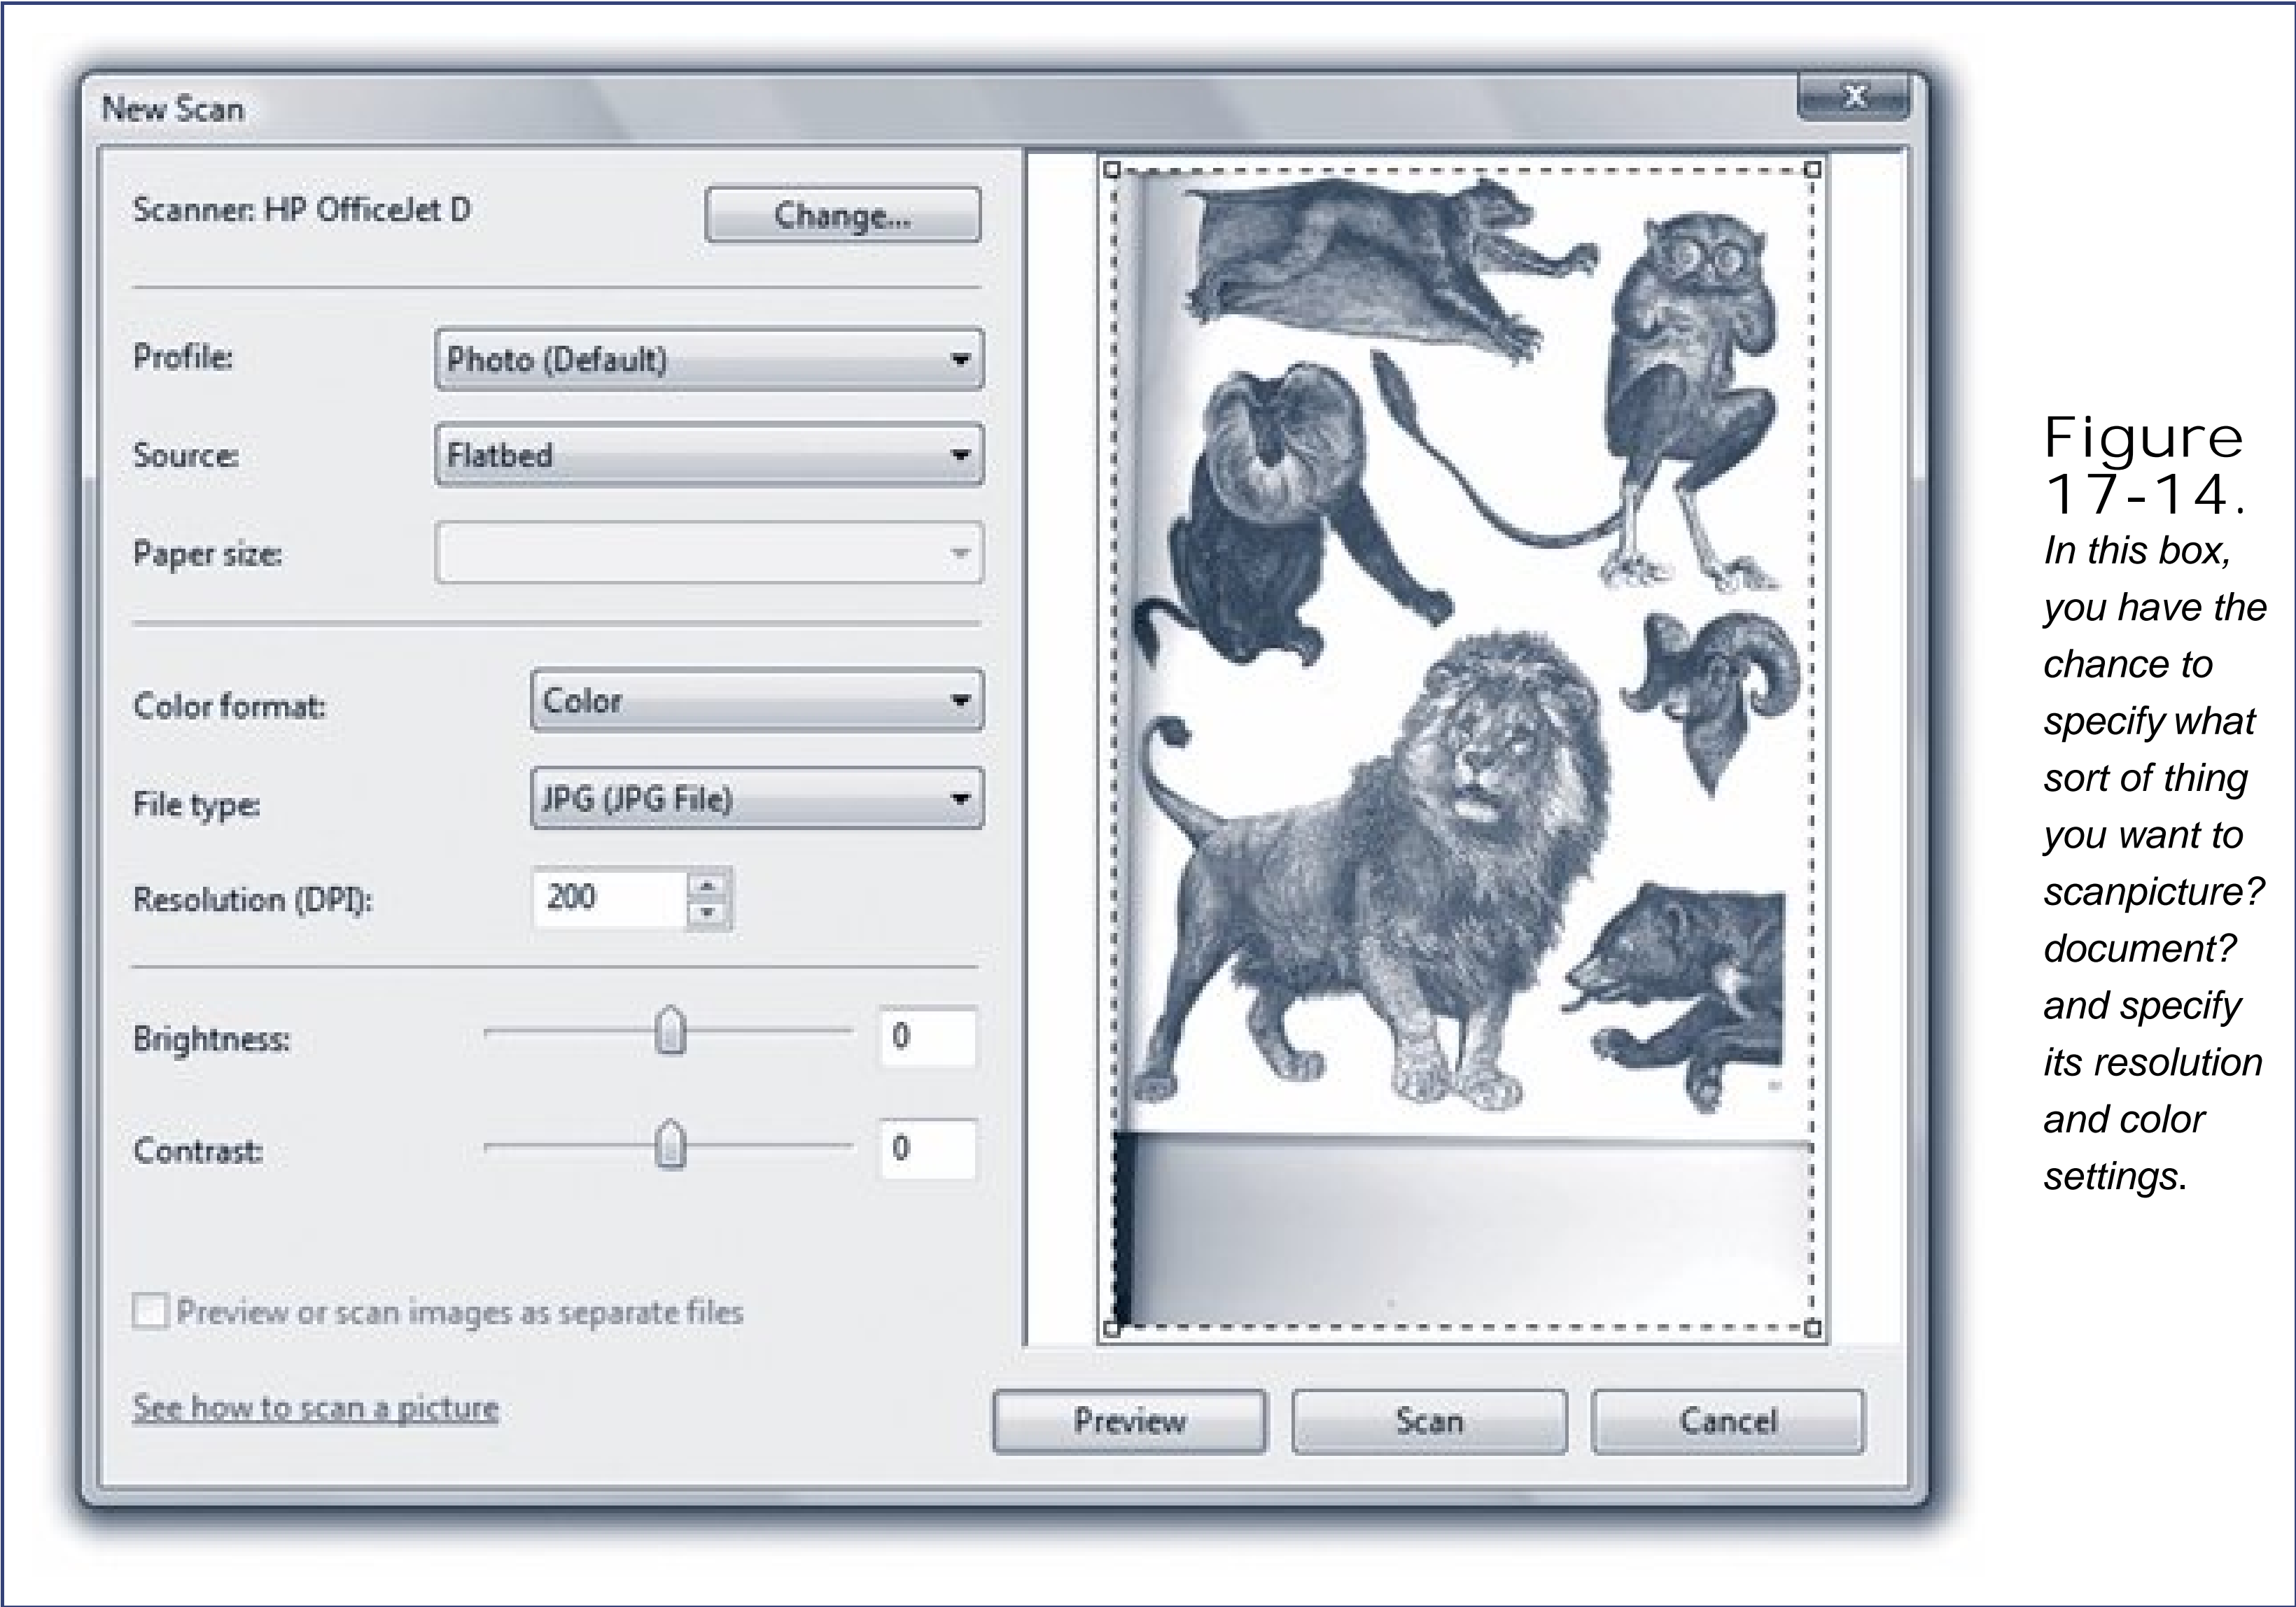 New Scan
x
Scanner: HP OfficeJet D
Change...
Profile:
Photo (Default)
Source:
Flatbed
Paper size:
Color format:
Color
File type:
JPG (JPG File)
Resolution (DPI):
200
Brightness:
0
Contrast:
0
Preview or scan images as separate files
See how to scan a picture
Preview
Scan
Cancel
Figure
17-14.
In this box,
you have the
chance to
specify what
sort of thing
you want to
scanpicture?
document?
and specify
its resolution
and color
settings.